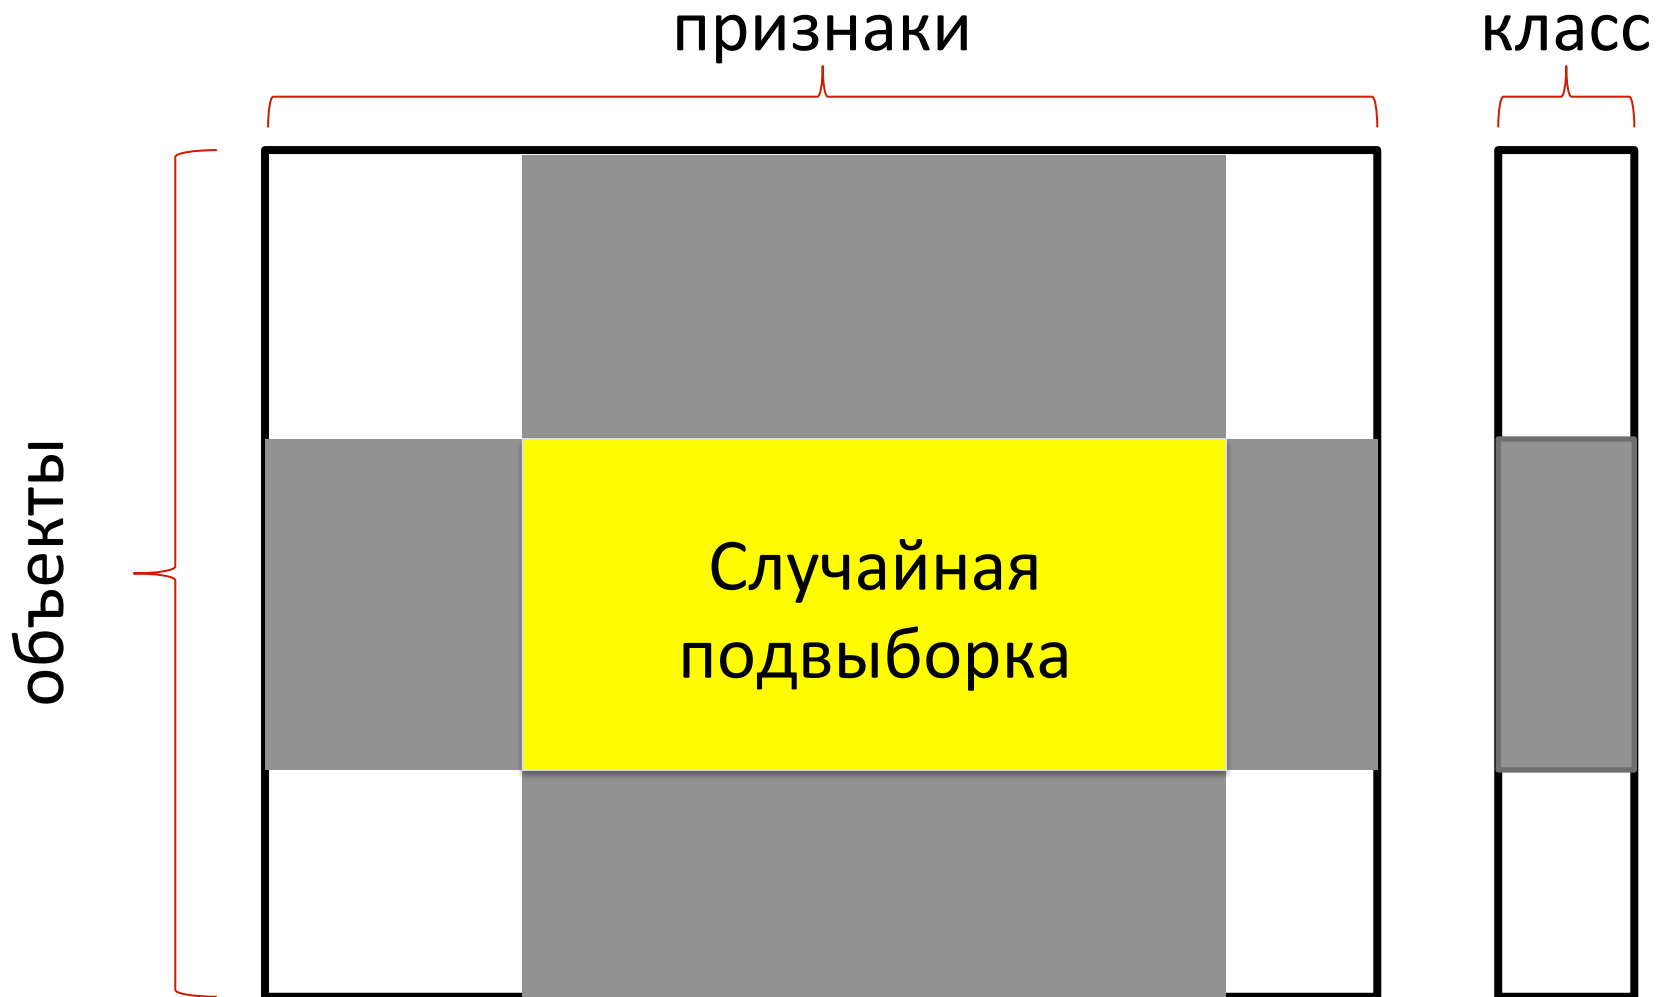 признаки
класс
объекты
Случайная
подвыборка